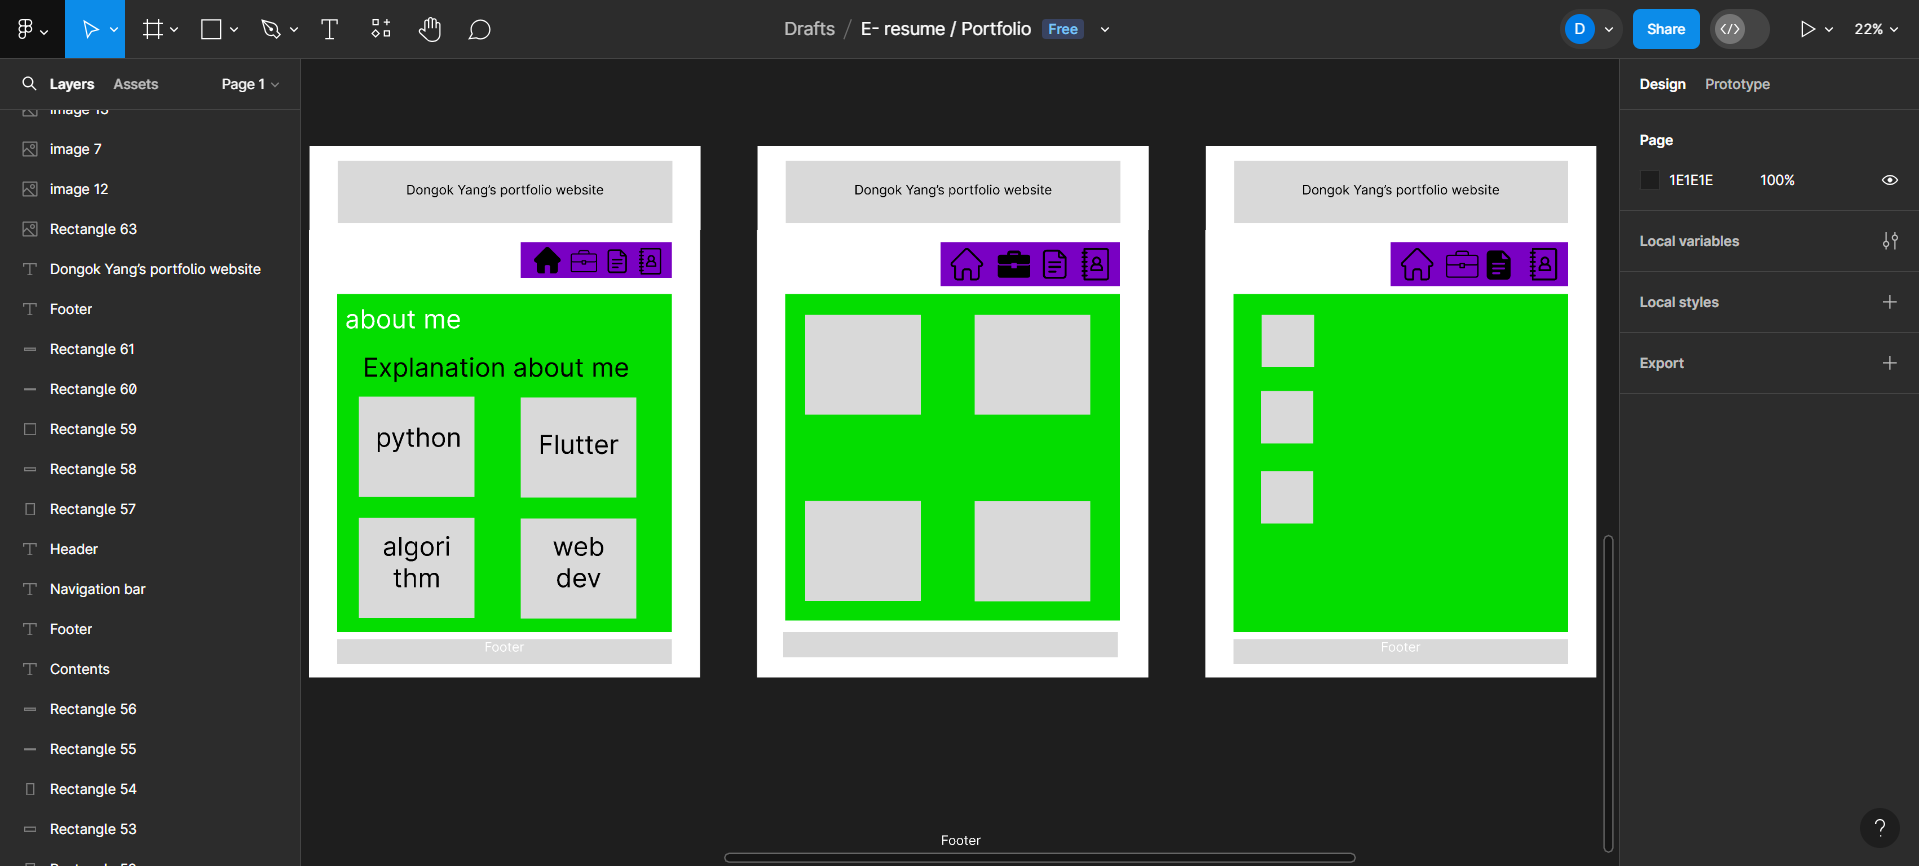 Drafts / E- resume / Portfolio Free
D
Share
22%
Layers
Assets
Page 1
image 7
image 12
Rectangle 63
Dongok Yang's portfolio website
Footer
Rectangle 61
Rectangle 60
Rectangle 59
Rectangle 58
Rectangle 57
Header
Navigation bar
Footer
Contents
Rectangle 56
Rectangle 55
Rectangle 54
Rectangle 53
Dongok Yang's portfolio website
about me
Explanation about me
python
Flutter
algori
thm
web
dev
Footer
Dongok Yang's portfolio website
Dongok Yang's portfolio website
Footer
Footer
Design
Prototype
Page
1E1E1E
100%
Local variables
Local styles
Export
?